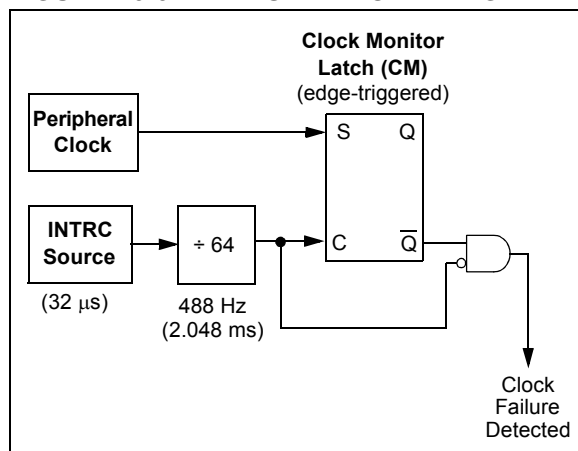 Clock Monitor
Latch (CM)
(edge-triggered)
Peripheral
Clock
S
Q
INTRC
Source
÷ 64
C
Q̅
(32 μs)
488 Hz
(2.048 ms)
Clock
Failure
Detected